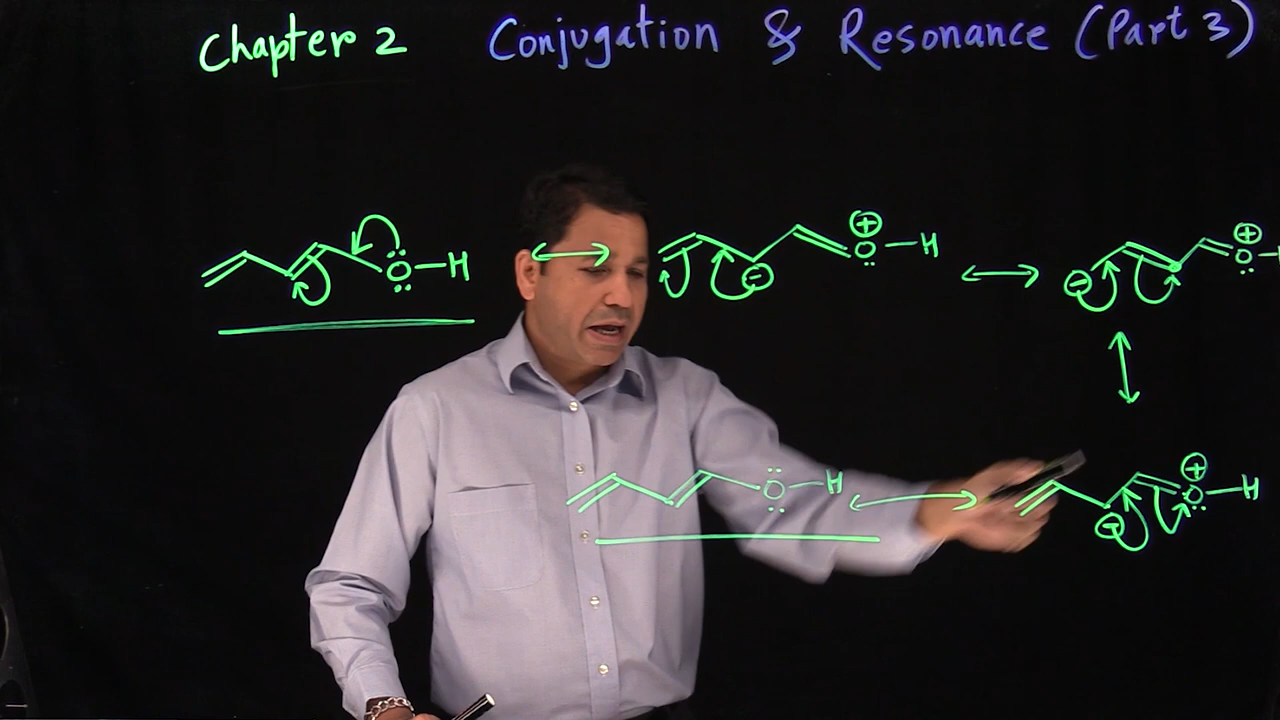 Chapter 2 Conjugation & Resonance (Part 3)
Ö–H ⊕ O–H ⊕ O
⊖ ⊖
Ö–H ⊕ O–H
⊖